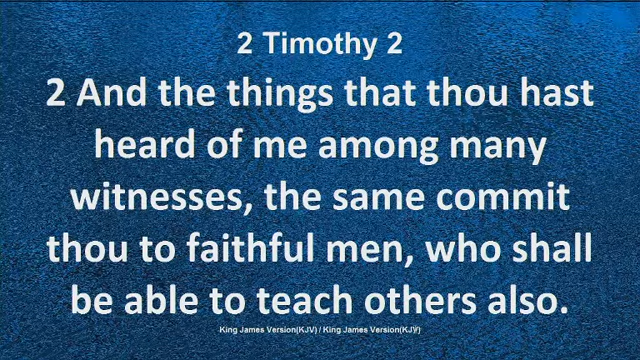 2 Timothy 2
2 And the things that thou hast
heard of me among many
witnesses, the same commit
thou to faithful men, who shall
be able to teach others also.
King James Version(KJV) / King James Version(KJV)